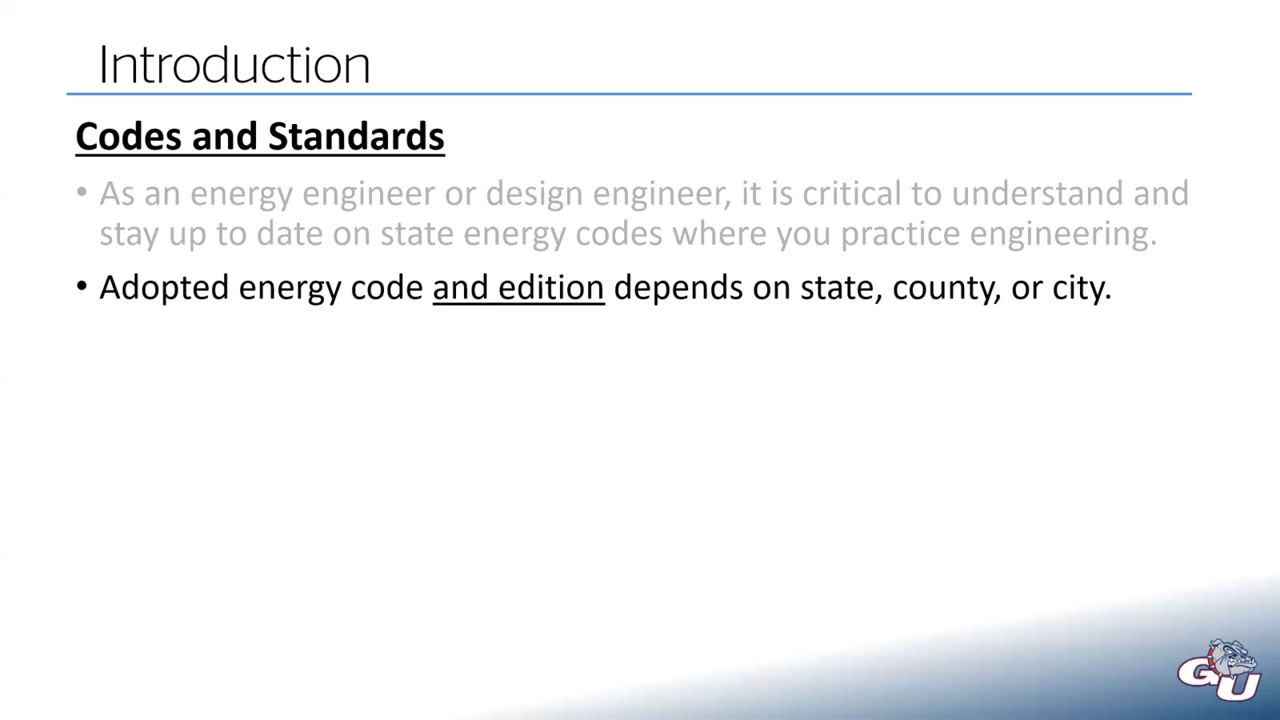 Introduction
Codes and Standards
• As an energy engineer or design engineer, it is critical to understand and
stay up to date on state energy codes where you practice engineering.
• Adopted energy code and edition depends on state, county, or city.
GU